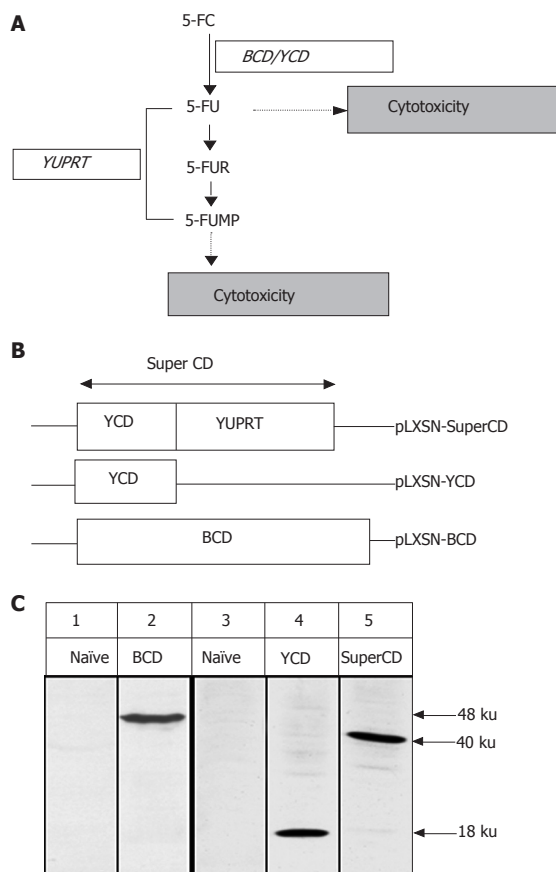 A
5-FC
BCD/YCD
5-FU
Cytotoxicity
YUPRT
5-FUR
5-FUMP
Cytotoxicity
B
Super CD
YCD YUPRT pLXSN-SuperCD
YCD pLXSN-YCD
BCD pLXSN-BCD
C
1 2 3 4 5
Naïve BCD Naïve YCD SuperCD
48 ku
40 ku
18 ku